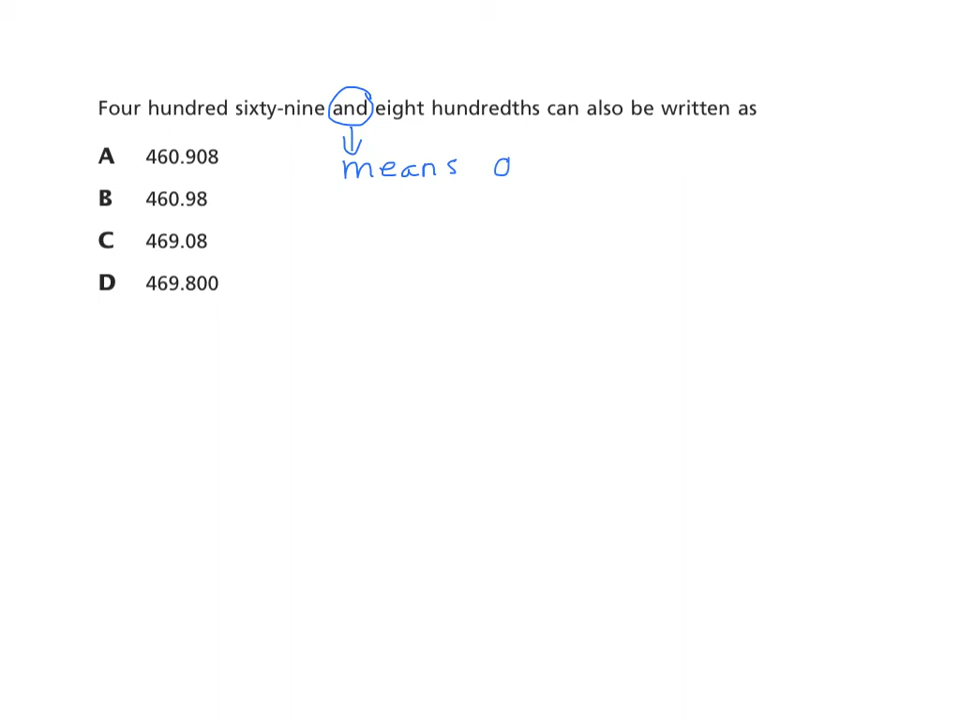 Four hundred sixty-nine and eight hundredths can also be written as
means a
A 460.908
B 460.98
C 469.08
D 469.800